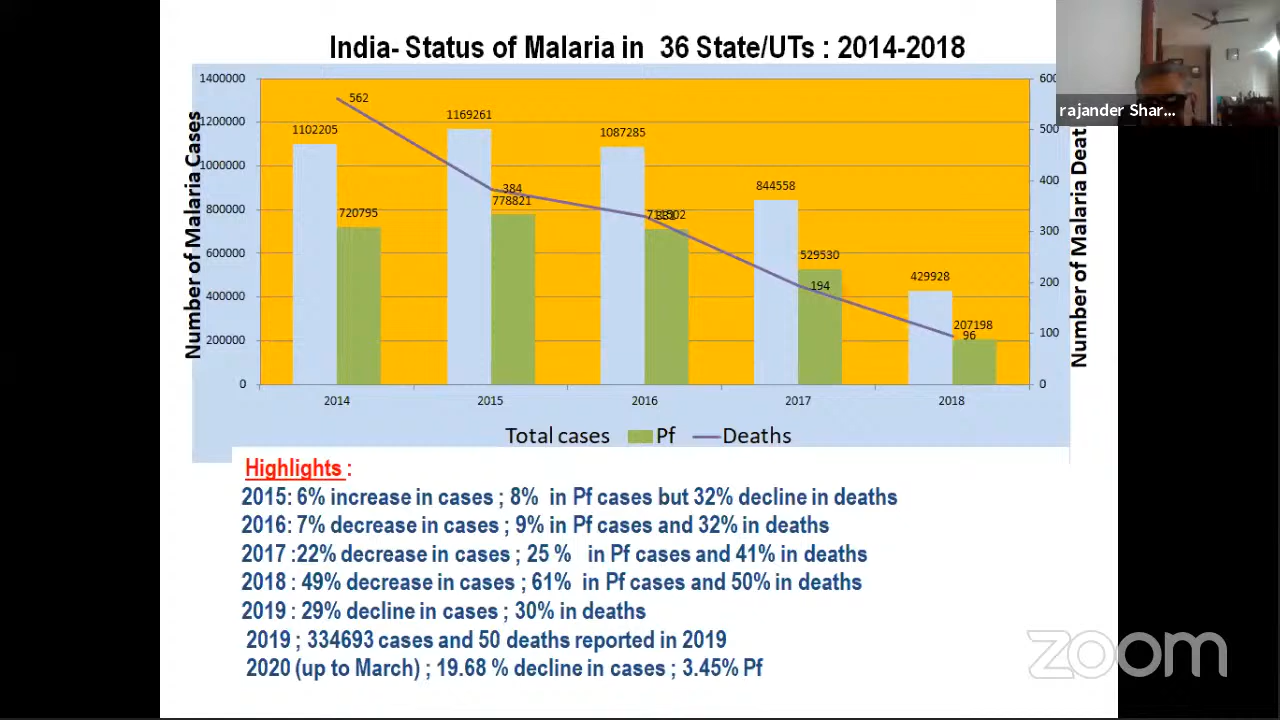 India- Status of Malaria in 36 State/UTs : 2014-2018
rajander Shar...
Number of Malaria Cases
1400000
1200000
1000000
800000
600000
400000
200000
0
562
1102205
720795
1169261
384
778821
1087285
844558
529530
194
429928
207198
96
500
400
300
200
100
0
Number of Malaria Deat
2014 2015 2016 2017 2018
Total cases Pf Deaths
Highlights :
2015: 6% increase in cases ; 8% in Pf cases but 32% decline in deaths
2016: 7% decrease in cases ; 9% in Pf cases and 32% in deaths
2017 :22% decrease in cases ; 25 % in Pf cases and 41% in deaths
2018 : 49% decrease in cases ; 61% in Pf cases and 50% in deaths
2019 : 29% decline in cases ; 30% in deaths
2019 ; 334693 cases and 50 deaths reported in 2019
2020 (up to March) ; 19.68 % decline in cases ; 3.45% Pf
zoom